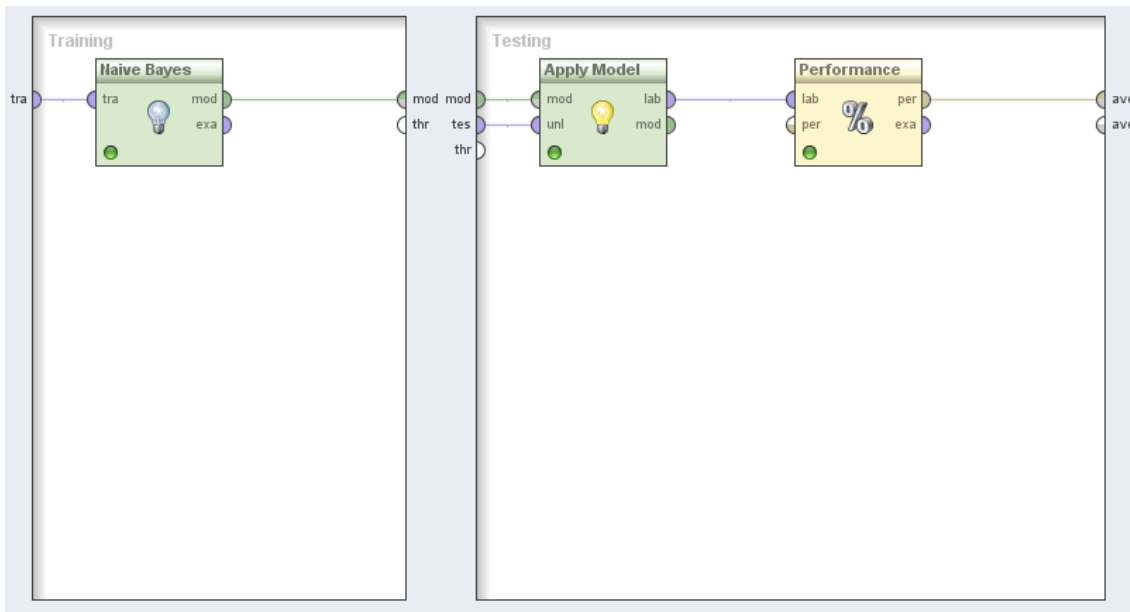 Training
Testing
Naive Bayes
Apply Model
Performance
tra
tra
mod
mod
mod
mod
lab
lab
per
ave
exa
thr
tes
unl
mod
per
exa
ave
thr